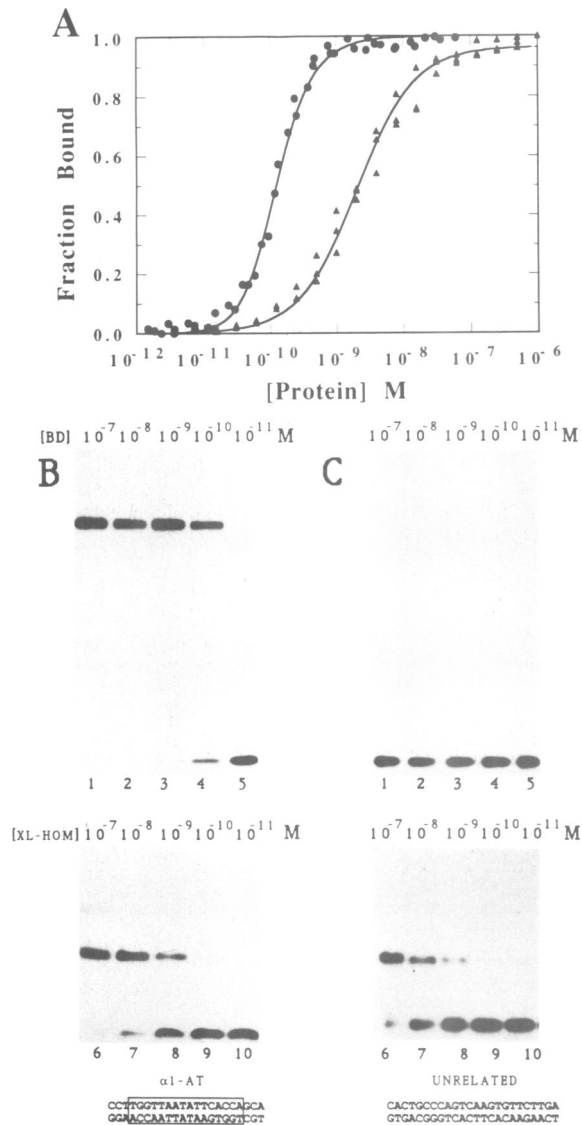 A
1.0
0.8
0.6
0.4
0.2
0.0
Fraction Bound
10-12 10-11 10-10 10-9 10-8 10-7 10-6
[Protein] M
[BD] 10-7 10-8 10-9 10-10 10-11 M
10-7 10-8 10-9 10-10 10-11 M
B
C
1 2 3 4 5
1 2 3 4 5
[XL-HOM] 10-7 10-8 10-9 10-10 10-11 M
10-7 10-8 10-9 10-10 10-11 M
6 7 8 9 10
6 7 8 9 10
α1-AT
UNRELATED
CCTTGGTTAATATTCACCAGCA
GGAACCAATTATAAGTGGTCGT
CACTGCCCAGTCAAGTGTTCTTGA
GTGACGGGTCACTTCACAAGAACT